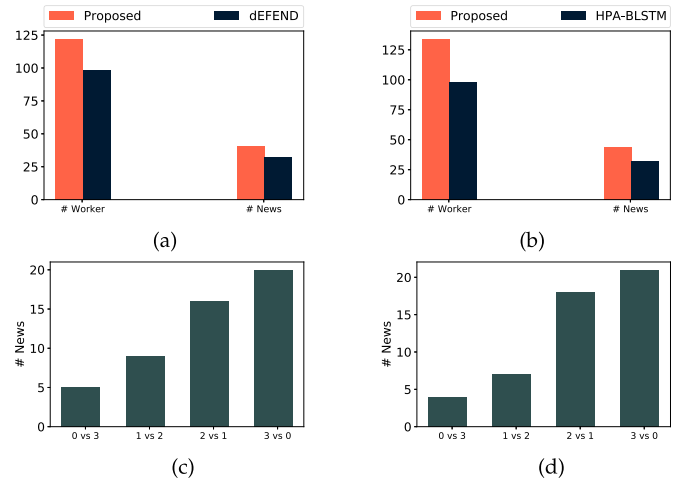 Proposed dEFEND
125
100
75
50
25
0
# Worker # News
(a)
Proposed HPA-BLSTM
125
100
75
50
25
0
# Worker # News
(b)
# News
20
15
10
5
0
0 vs 3 1 vs 2 2 vs 1 3 vs 0
(c)
# News
20
15
10
5
0
0 vs 3 1 vs 2 2 vs 1 3 vs 0
(d)